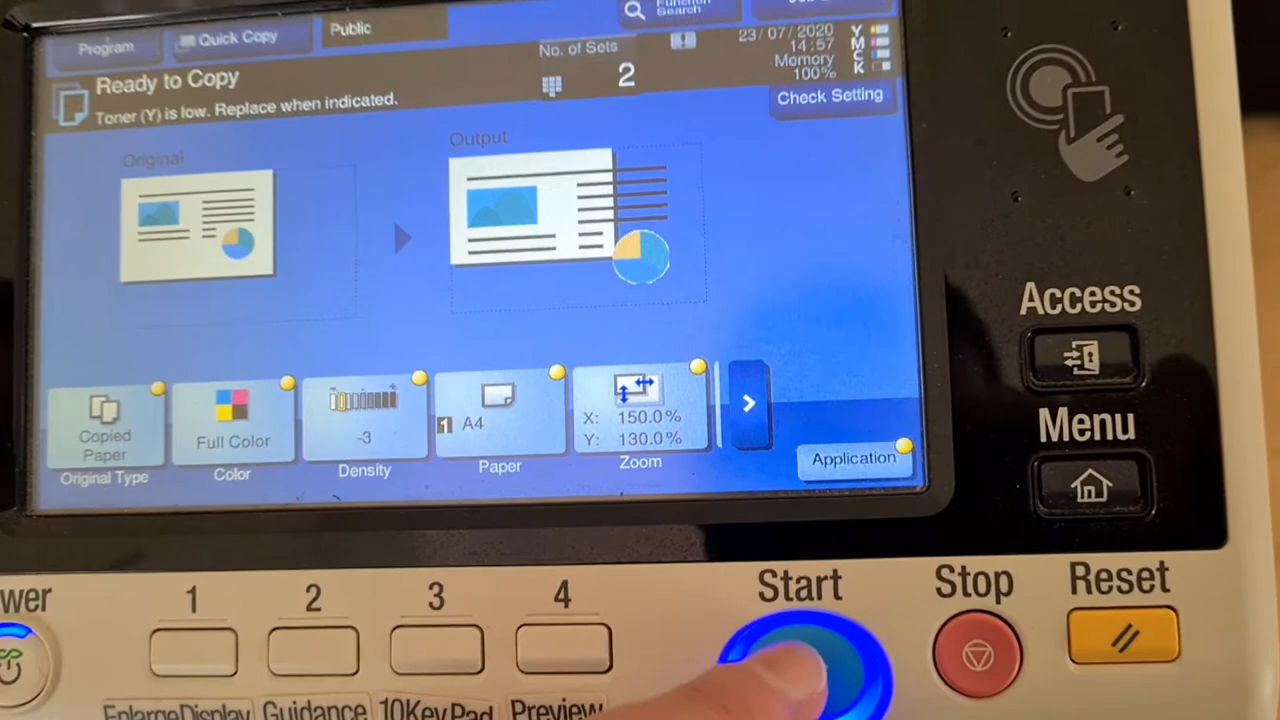 Function
Search
Program
Quick Copy
Public
No. of Sets
2
23/07/2020
14:57
Memory
100%
Y
M
C
K
Ready to Copy
Toner (Y) is low. Replace when indicated.
Check Setting
Original
Output
Copied
Paper
Original Type
Full Color
Color
-3
Density
1 A4
Paper
X: 150.0%
Y: 130.0%
Zoom
Application
Access
Menu
1
2
3
4
Start
Stop
Reset
wer
EnlargeDisplay
Guidance
10KeyPad
Preview